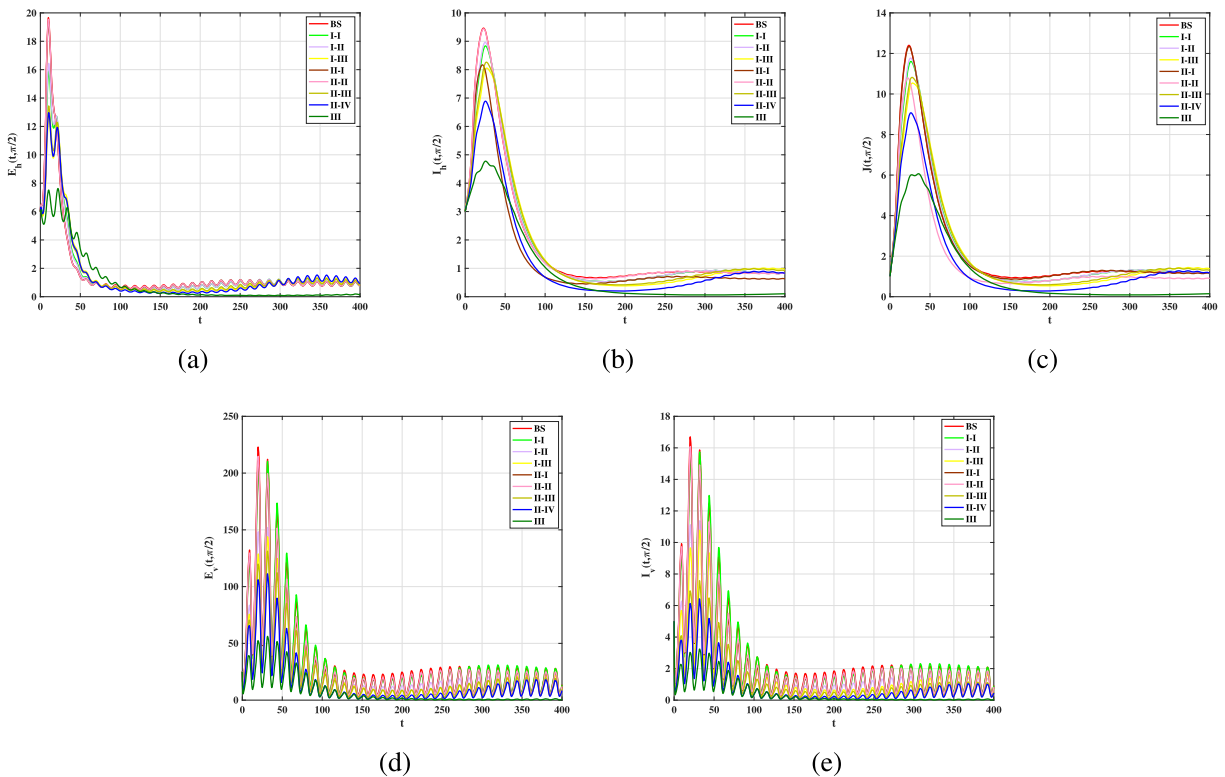 20
18
16
14
12
10
8
6
4
2
0
E_h(t,π/2)
0 50 100 150 200 250 300 350 400
t
BS
I-I
I-II
I-III
II-I
II-II
II-III
II-IV
III
(a)
10
9
8
7
6
5
4
3
2
1
0
I_h(t,π/2)
0 50 100 150 200 250 300 350 400
t
BS
I-I
I-II
I-III
II-I
II-II
II-III
II-IV
III
(b)
14
12
10
8
6
4
2
0
J(t,π/2)
0 50 100 150 200 250 300 350 400
t
BS
I-I
I-II
I-III
II-I
II-II
II-III
II-IV
III
(c)
250
200
150
100
50
0
E_v(t,π/2)
0 50 100 150 200 250 300 350 400
t
BS
I-I
I-II
I-III
II-I
II-II
II-III
II-IV
III
(d)
18
16
14
12
10
8
6
4
2
0
I_v(t,π/2)
0 50 100 150 200 250 300 350 400
t
BS
I-I
I-II
I-III
II-I
II-II
II-III
II-IV
III
(e)